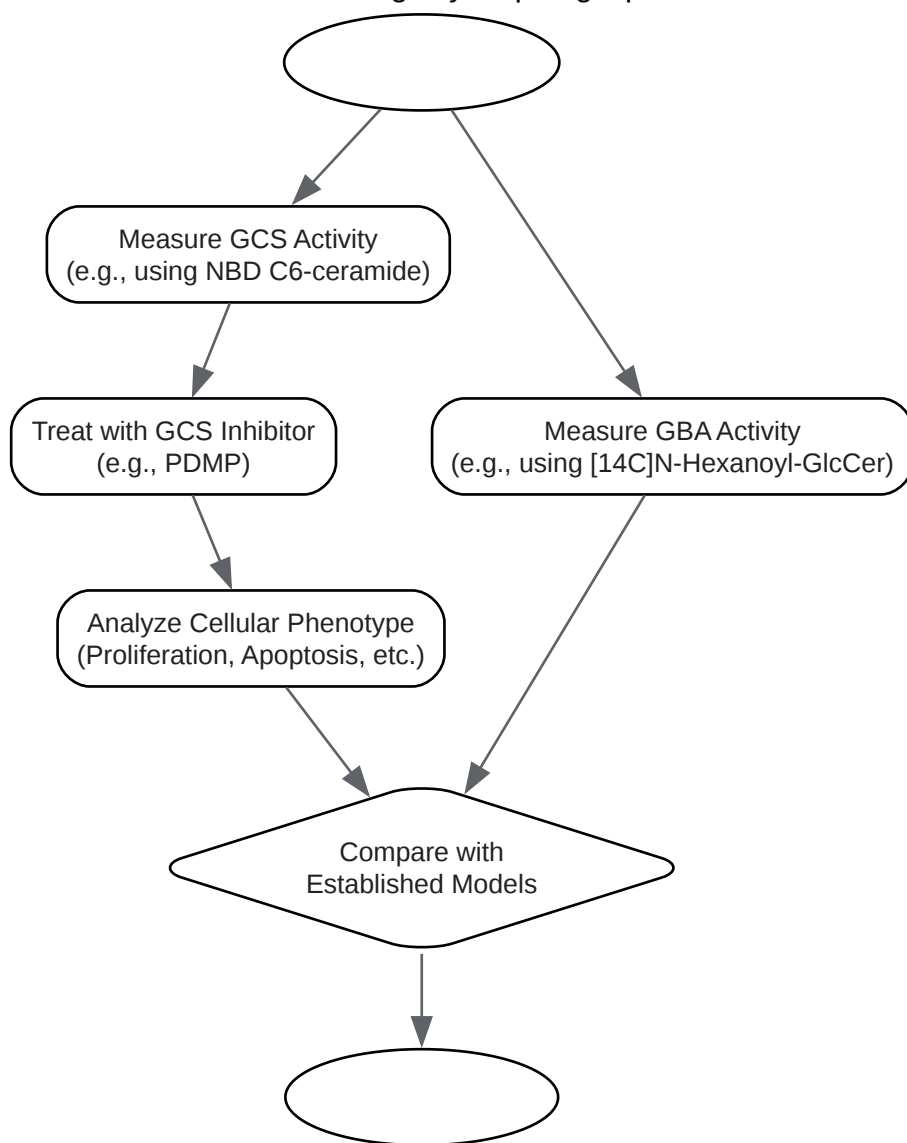 Measure GCS Activity
(e.g., using NBD C6-ceramide)
Treat with GCS Inhibitor
(e.g., PDMP)
Measure GBA Activity
(e.g., using [14C]N-Hexanoyl-GlcCer)
Analyze Cellular Phenotype
(Proliferation, Apoptosis, etc.)
Compare with
Established Models